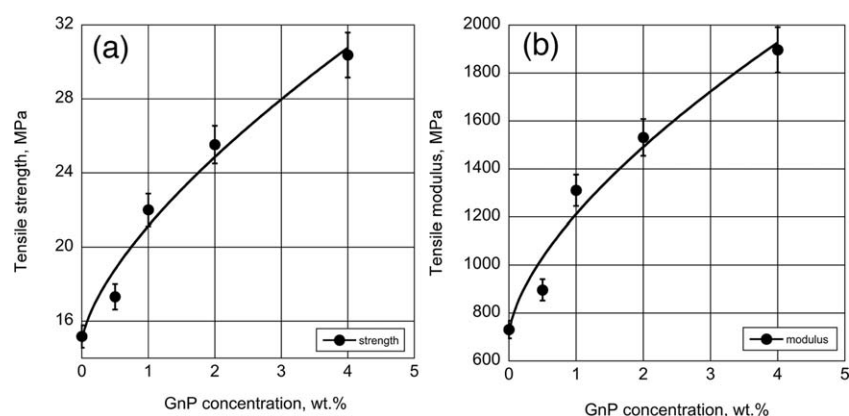 (a)
Tensile strength, MPa
32
28
24
20
16
0 1 2 3 4 5
GnP concentration, wt.%
strength
(b)
Tensile modulus, MPa
2000
1800
1600
1400
1200
1000
800
600
0 1 2 3 4 5
GnP concentration, wt.%
modulus